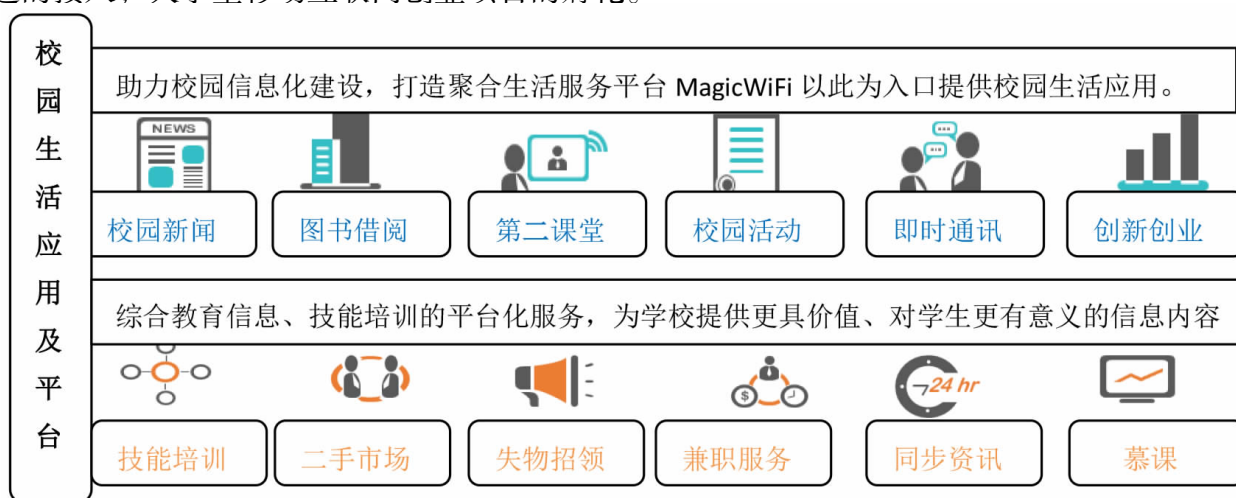 校园生活应用及平台
助力校园信息化建设，打造聚合生活服务平台 MagicWiFi 以此为入口提供校园生活应用。
NEWS
校园新闻
图书借阅
第二课堂
校园活动
即时通讯
创新创业
综合教育信息、技能培训的平台化服务，为学校提供更具价值、对学生更有意义的信息内容
$
24 hr
技能培训
二手市场
失物招领
兼职服务
同步资讯
慕课